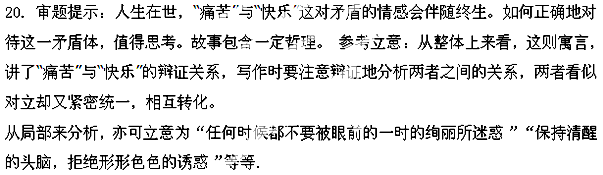 20. 审题提示：人生在世，“痛苦”与“快乐”这对矛盾的情感会伴随终生。如何正确地对
待这一矛盾体，值得思考。故事包含一定哲理。 参考立意：从整体上来看，这则寓言，
讲了“痛苦”与“快乐”的辩证关系，写作时要注意辩证地分析两者之间的关系，两者看似
对立却又紧密统一，相互转化。
从局部来分析，亦可立意为“任何时候都不要被眼前的一时的绚丽所迷惑 ” “保持清醒
的头脑，拒绝形形色色的诱惑 ”等等.